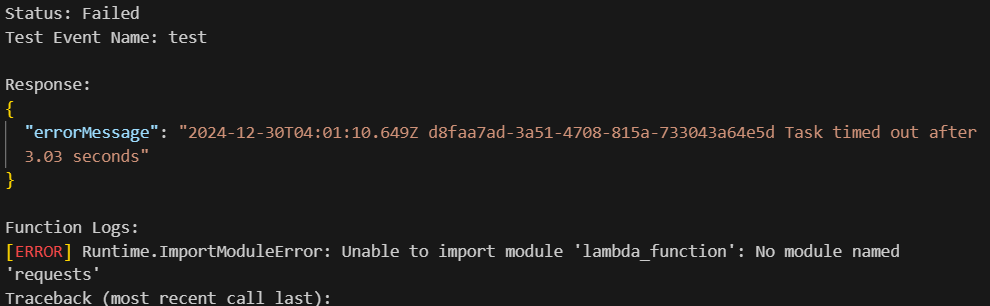 Status: Failed
Test Event Name: test
Response:
{
"errorMessage": "2024-12-30T04:01:10.649Z d8faa7ad-3a51-4708-815a-733043a64e5d Task timed out after
3.03 seconds"
}
Function Logs:
[ERROR] Runtime.ImportModuleError: Unable to import module 'lambda_function': No module named
'requests'
Traceback (most recent call last):